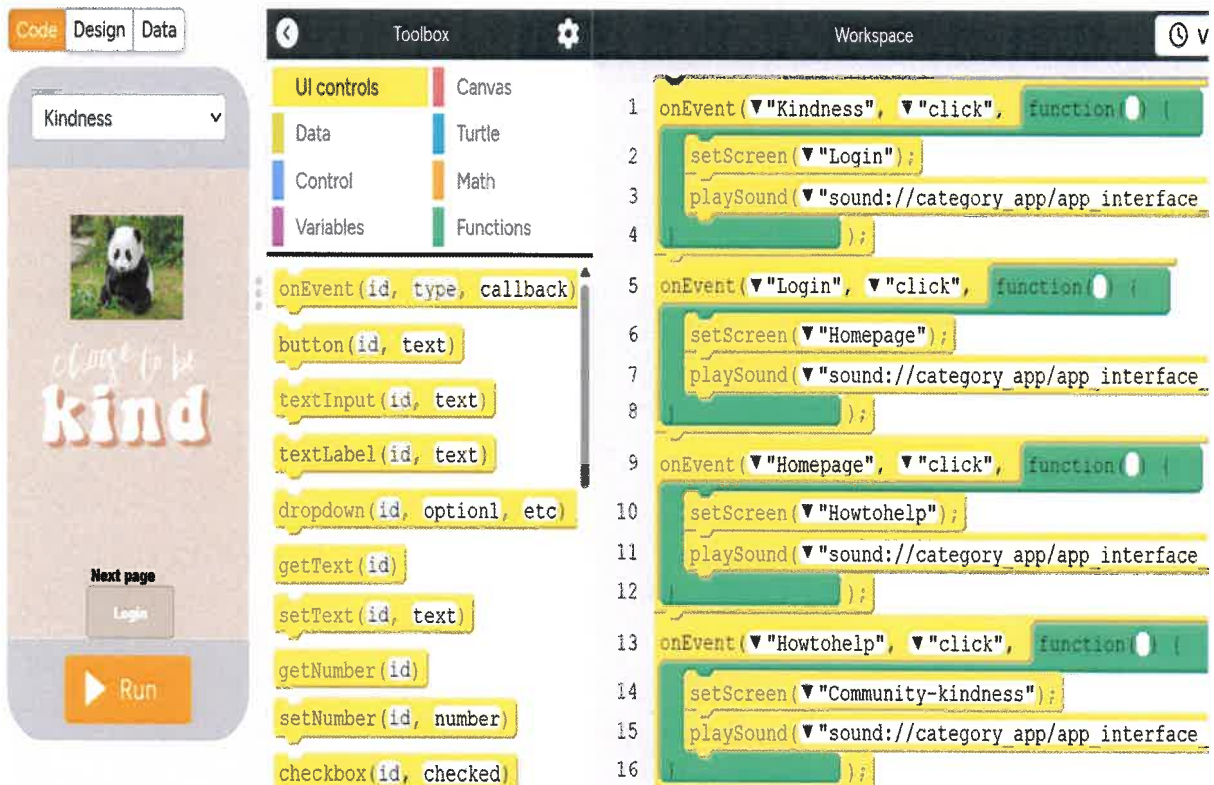 Code Design Data
Toolbox
Workspace
V
Kindness
choose to be
kind
Next page
Login
Run
UI controls
Canvas
Data
Turtle
Control
Math
Variables
Functions
onEvent(id, type, callback)
button(id, text)
textInput(id, text)
textLabel(id, text)
dropdown(id, option1, etc)
getText(id)
setText(id, text)
getNumber(id)
setNumber(id, number)
checkbox(id, checked)
1 onEvent(▼"Kindness", ▼"click", function( ) {
2 setScreen(▼"Login");
3 playSound(▼"sound://category_app/app_interface_
4 } );
5 onEvent(▼"Login", ▼"click", function( ) {
6 setScreen(▼"Homepage");
7 playSound(▼"sound://category_app/app_interface_
8 } );
9 onEvent(▼"Homepage", ▼"click", function( ) {
10 setScreen(▼"Howtohelp");
11 playSound(▼"sound://category_app/app_interface_
12 } );
13 onEvent(▼"Howtohelp", ▼"click", function( ) {
14 setScreen(▼"Community-kindness");
15 playSound(▼"sound://category_app/app_interface_
16 } );